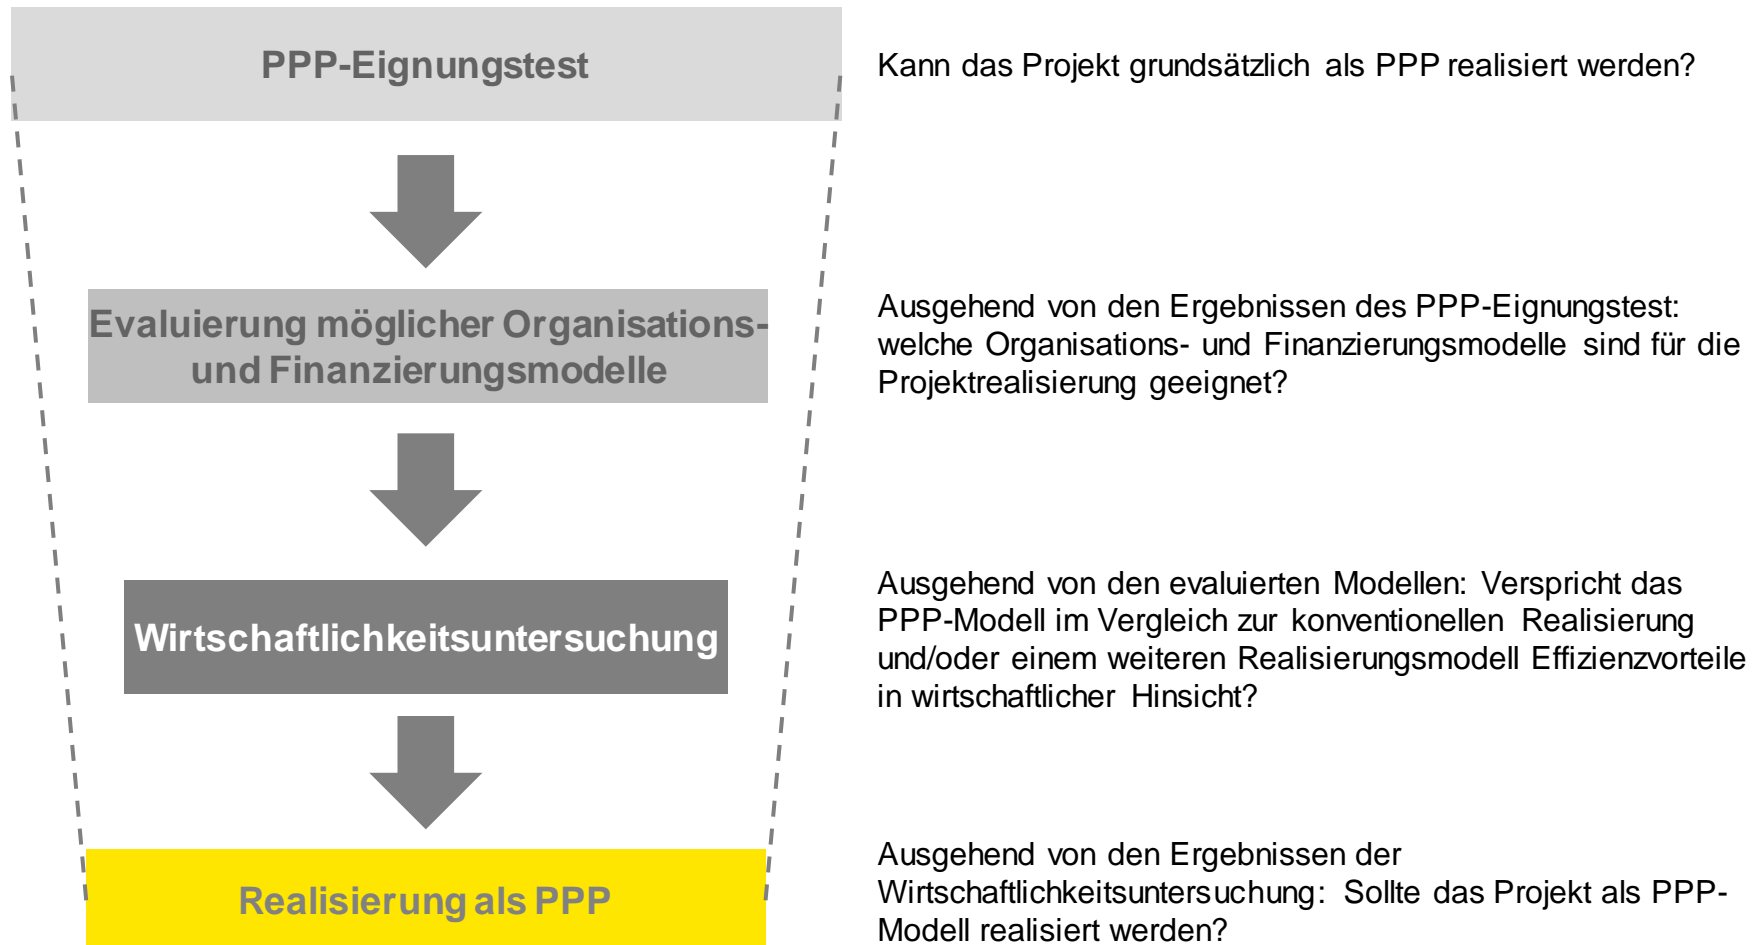 PPP-Eignungstest
Kann das Projekt grundsätzlich als PPP realisiert werden?
Evaluierung möglicher Organisations-
und Finanzierungsmodelle
Ausgehend von den Ergebnissen des PPP-Eignungstest:
welche Organisations- und Finanzierungsmodelle sind für die
Projektrealisierung geeignet?
Wirtschaftlichkeitsuntersuchung
Ausgehend von den evaluierten Modellen: Verspricht das
PPP-Modell im Vergleich zur konventionellen Realisierung
und/oder einem weiteren Realisierungsmodell Effizienzvorteile
in wirtschaftlicher Hinsicht?
Realisierung als PPP
Ausgehend von den Ergebnissen der
Wirtschaftlichkeitsuntersuchung: Sollte das Projekt als PPP-
Modell realisiert werden?